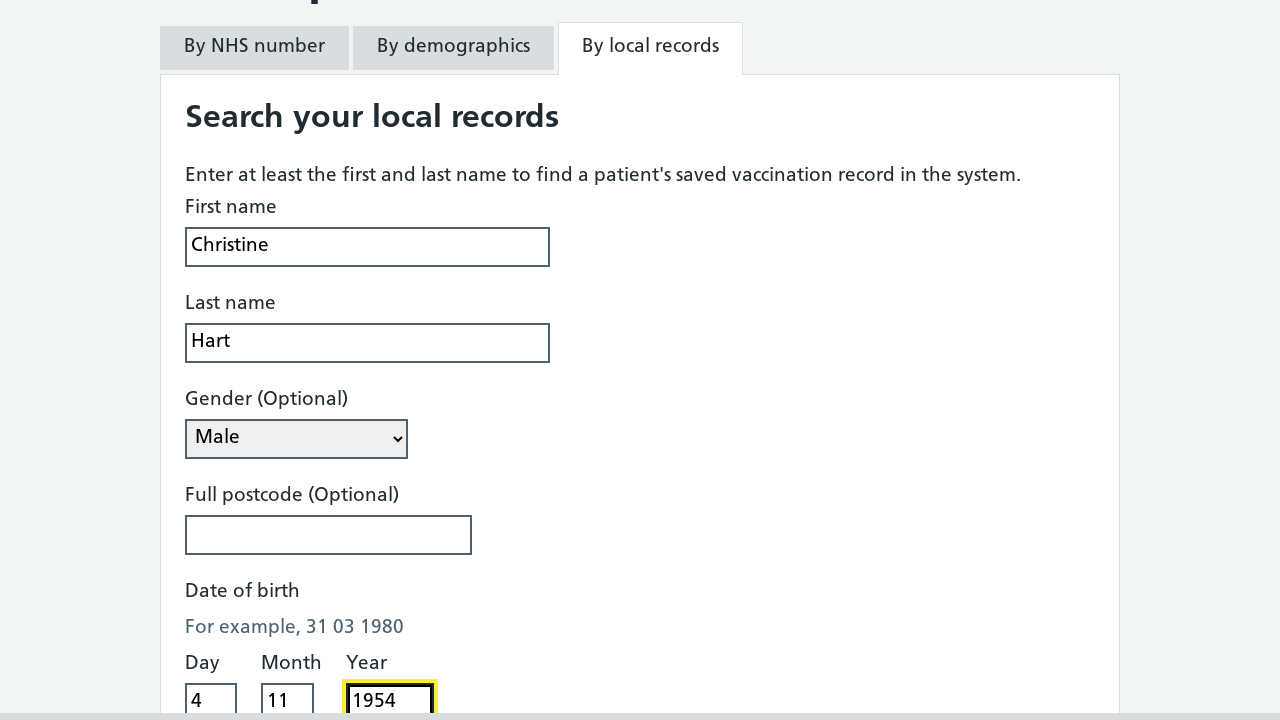 By NHS number
By demographics
By local records
Search your local records
Enter at least the first and last name to find a patient's saved vaccination record in the system.
First name
Christine
Last name
Hart
Gender (Optional)
Male
Full postcode (Optional)
Date of birth
For example, 31 03 1980
Day Month Year
4 11 1954